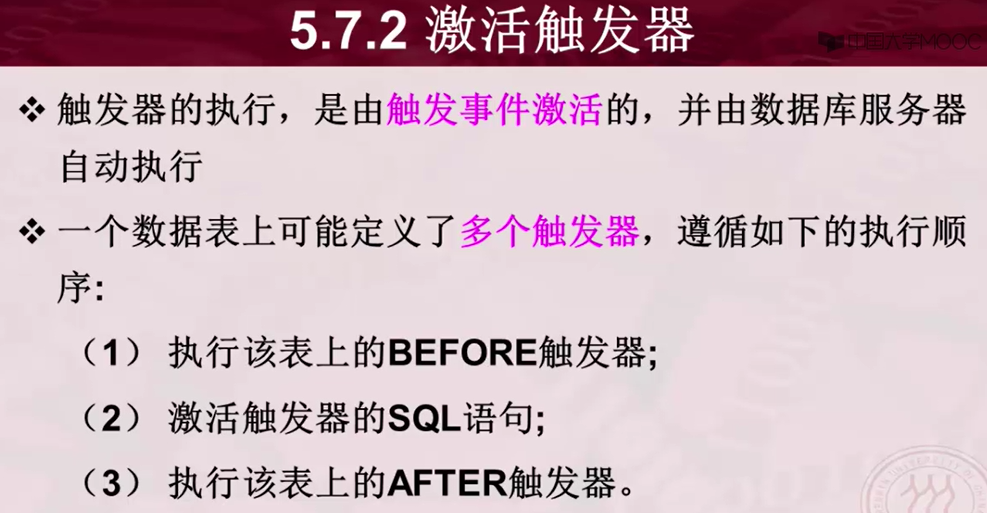 5.7.2 激活触发器
中国大学MOOC
❖ 触发器的执行，是由触发事件激活的，并由数据库服务器
自动执行
❖ 一个数据表上可能定义了多个触发器，遵循如下的执行顺
序:
（1） 执行该表上的BEFORE触发器;
（2） 激活触发器的SQL语句;
（3） 执行该表上的AFTER触发器。